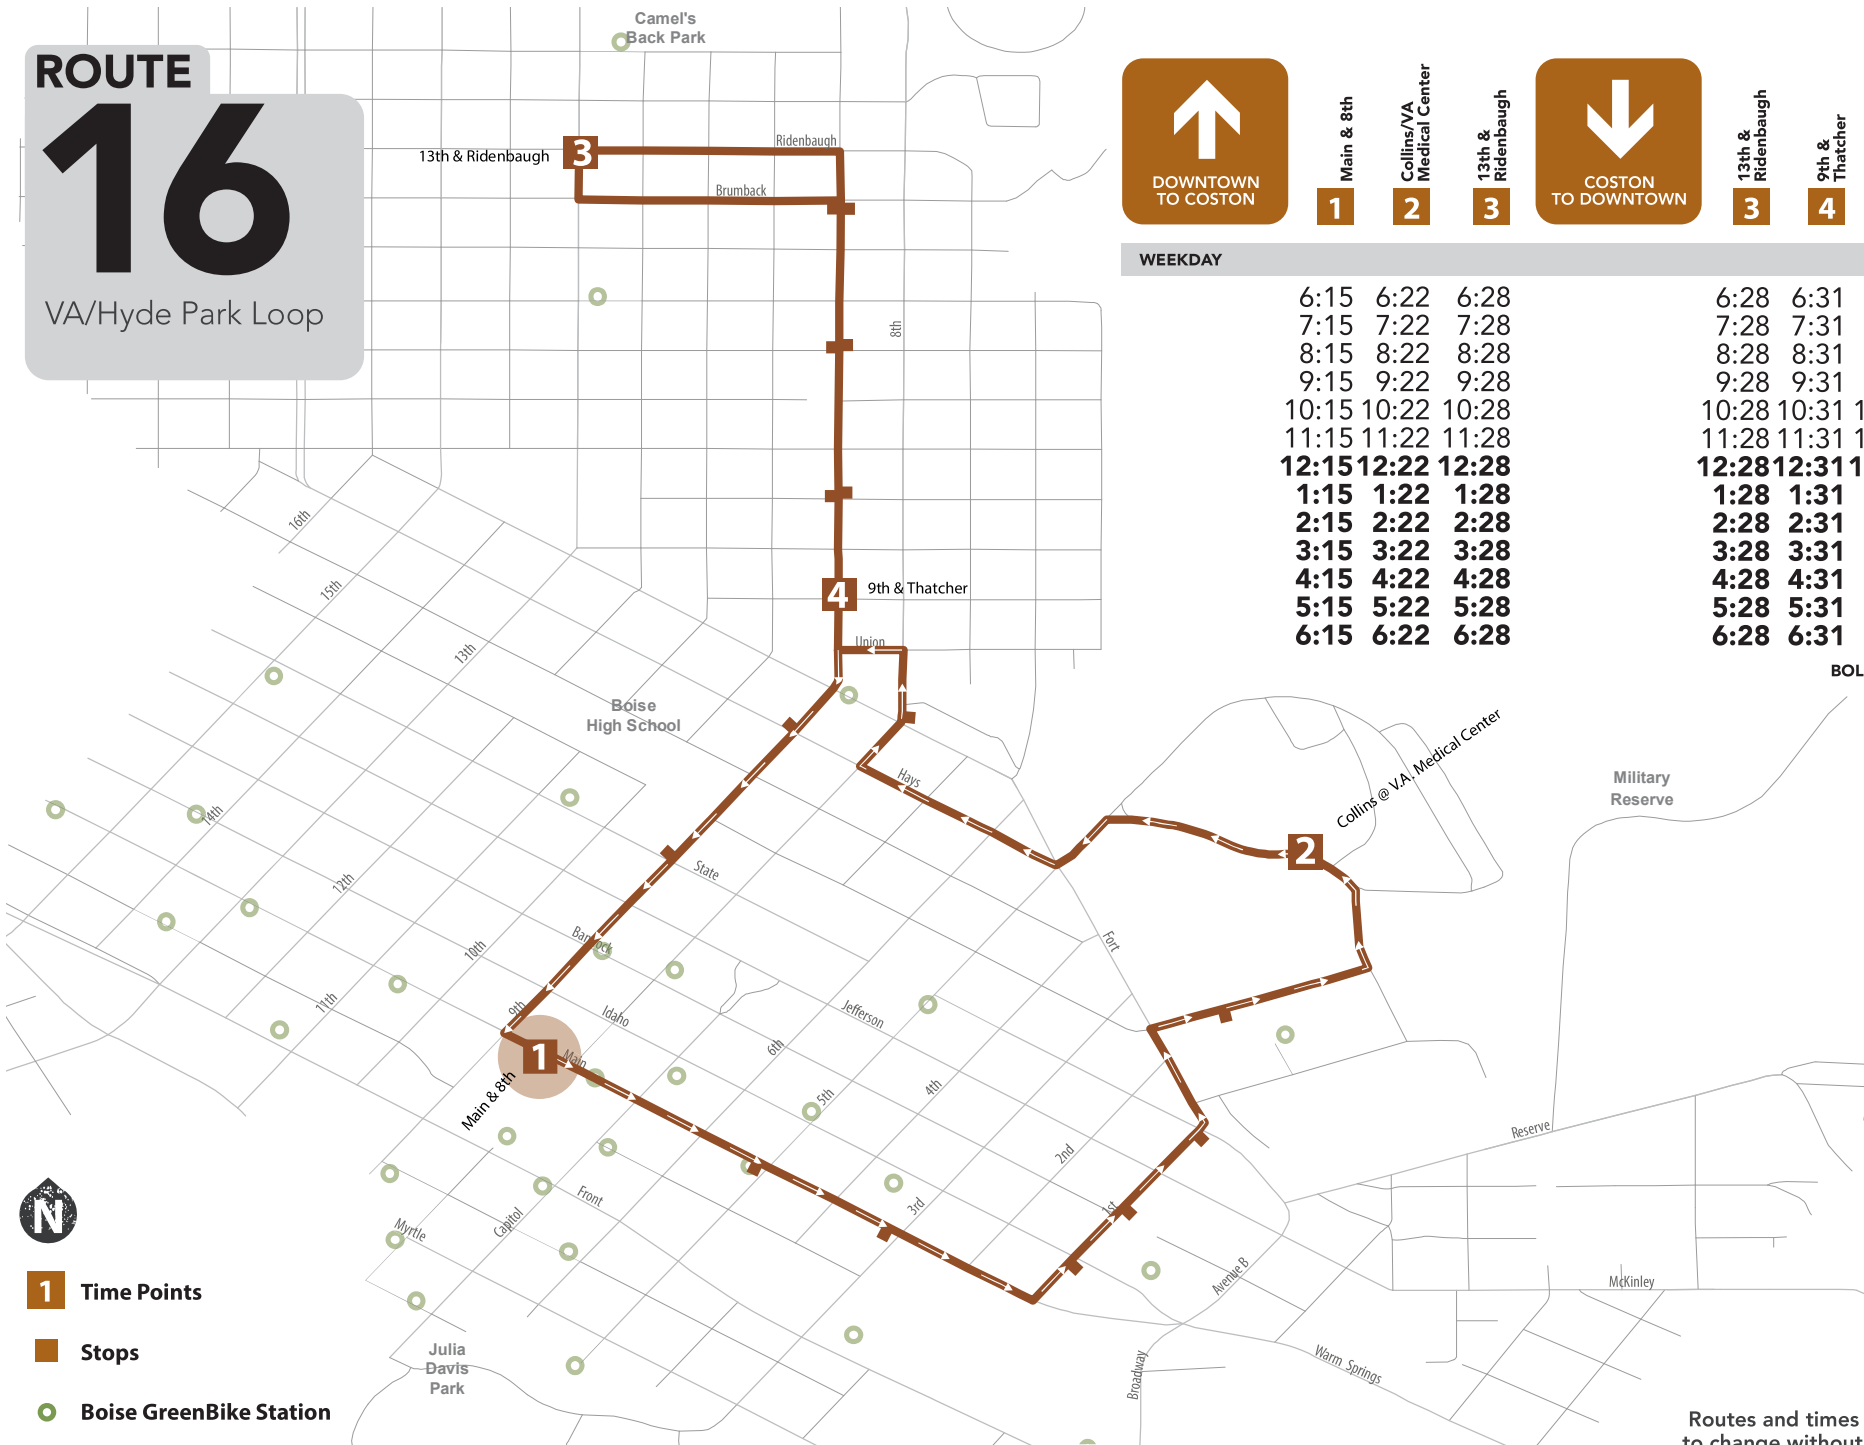 ROUTE
16
VA/Hyde Park Loop
Camel's
Back Park
13th & Ridenbaugh
3
Ridenbaugh
Brumback
8th
4
9th & Thatcher
Union
16th
15th
13th
14th
12th
11th
10th
9th
Boise
High School
Hays
State
Bannock
Idaho
Jefferson
Main
1
Main & 8th
6th
5th
4th
3rd
2nd
1st
Fort
2
Collins @ V.A. Medical Center
Military
Reserve
Reserve
McKinley
Avenue B
Warm Springs
Broadway
Front
Capitol
Myrtle
Julia
Davis
Park
N
1 Time Points
Stops
Boise GreenBike Station
DOWNTOWN
TO COSTON
Main & 8th
Collins/VA
Medical Center
13th &
Ridenbaugh
1 2 3
COSTON
TO DOWNTOWN
13th &
Ridenbaugh
9th &
Thatcher
3 4
WEEKDAY
6:15 6:22 6:28 6:28 6:31
7:15 7:22 7:28 7:28 7:31
8:15 8:22 8:28 8:28 8:31
9:15 9:22 9:28 9:28 9:31
10:15 10:22 10:28 10:28 10:31 1
11:15 11:22 11:28 11:28 11:31 1
12:15 12:22 12:28 12:28 12:31 1
1:15 1:22 1:28 1:28 1:31
2:15 2:22 2:28 2:28 2:31
3:15 3:22 3:28 3:28 3:31
4:15 4:22 4:28 4:28 4:31
5:15 5:22 5:28 5:28 5:31
6:15 6:22 6:28 6:28 6:31
BOL
Routes and times
to change without